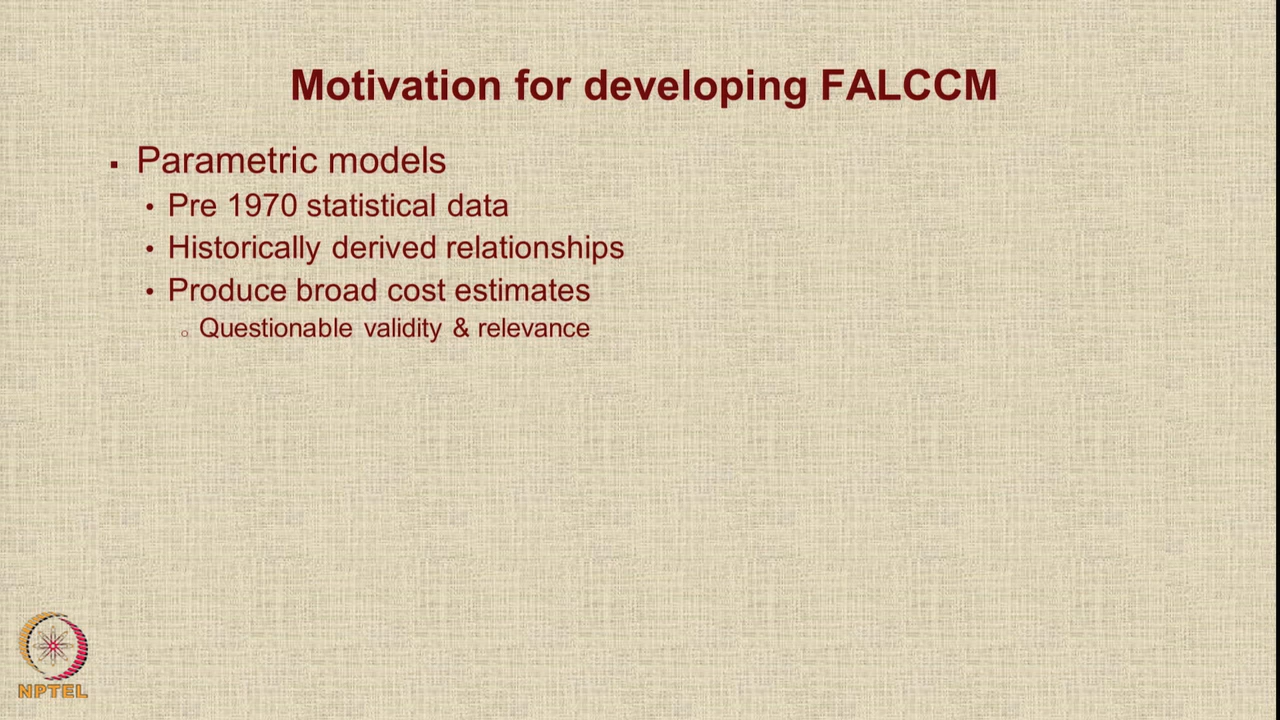 Motivation for developing FALCCM
▪ Parametric models
• Pre 1970 statistical data
• Historically derived relationships
• Produce broad cost estimates
o Questionable validity & relevance
NPTEL